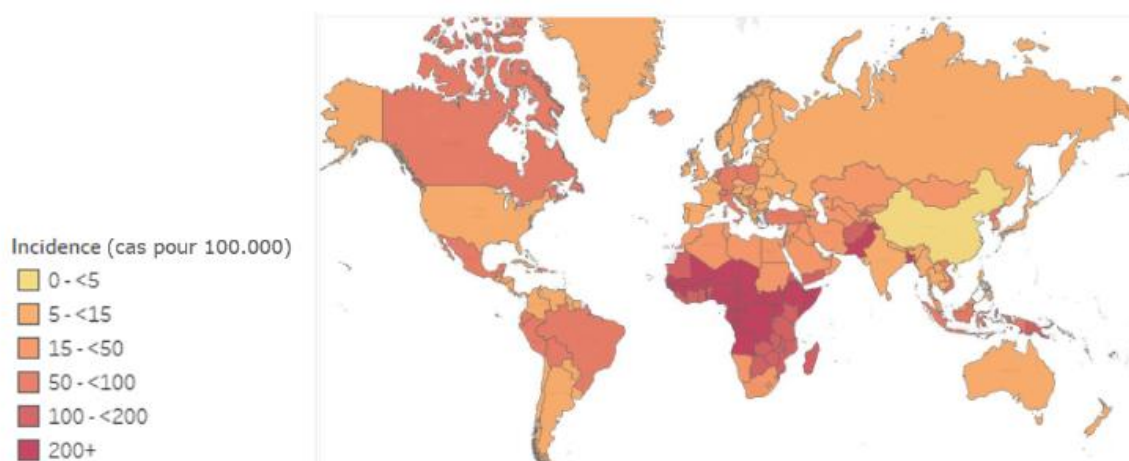 Incidence (cas pour 100.000)
0 - <5
5 - <15
15 - <50
50 - <100
100 - <200
200+